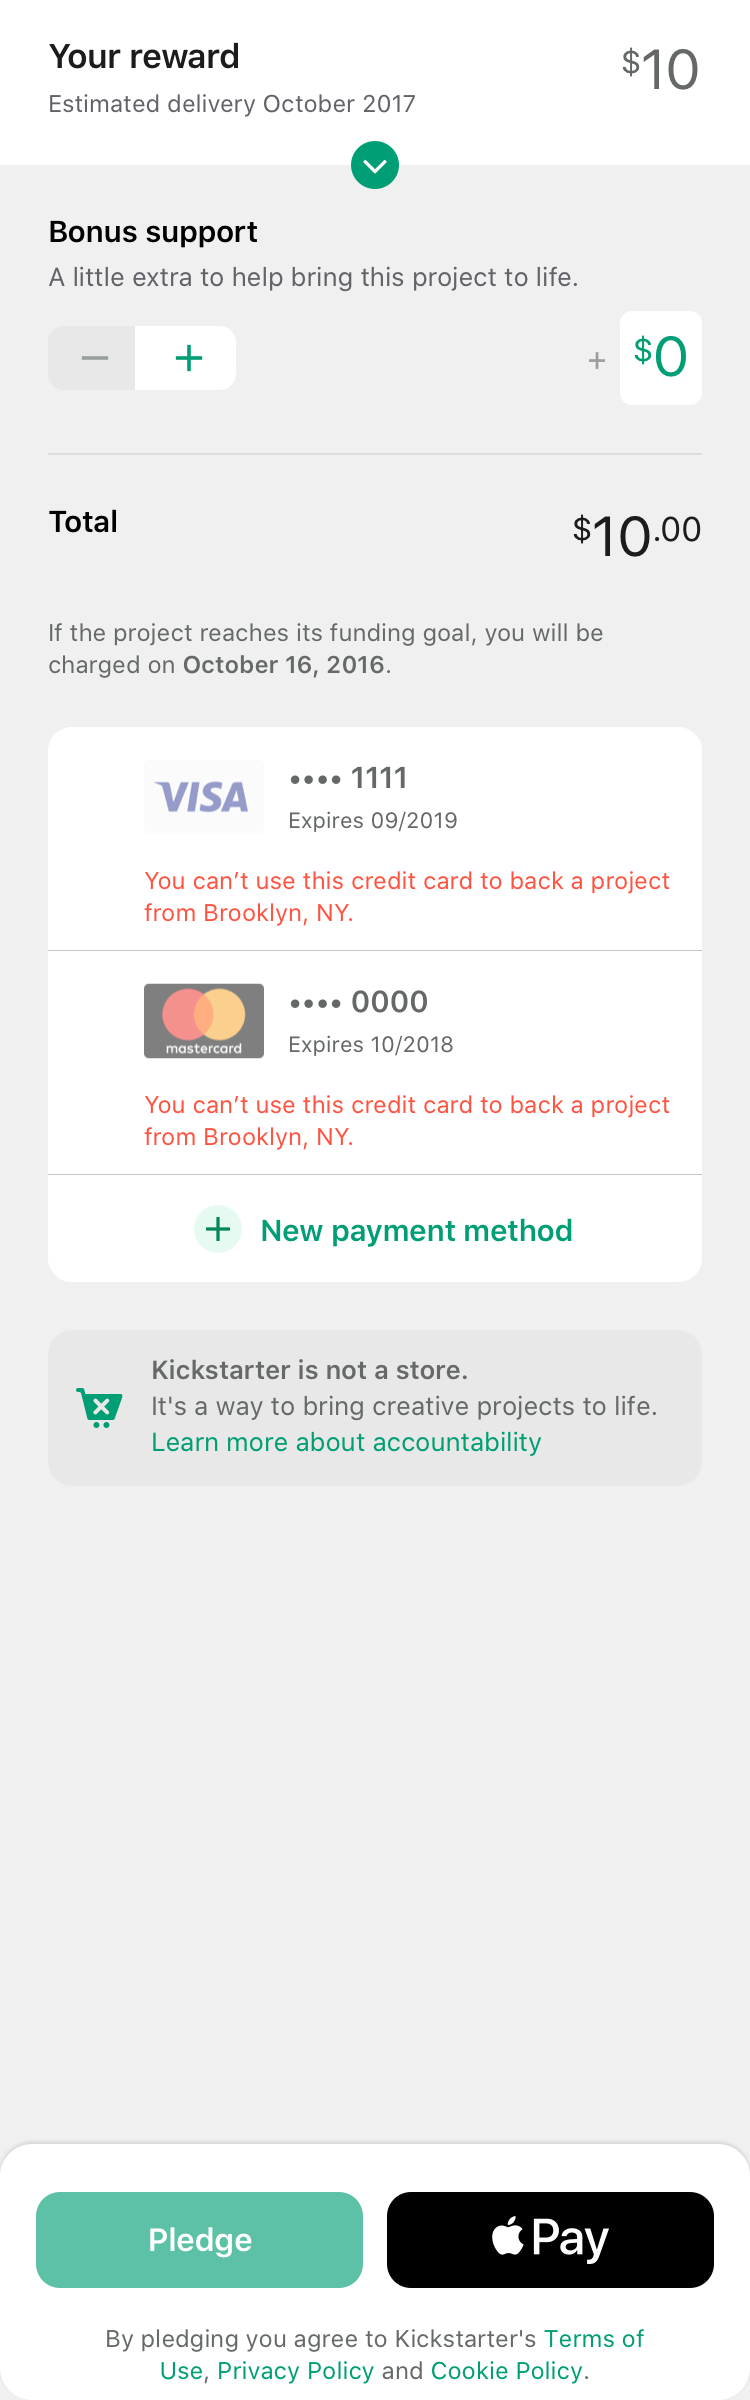 Your reward
$10
Estimated delivery October 2017
Bonus support
A little extra to help bring this project to life.
− +
+ $0
Total
$10.00
If the project reaches its funding goal, you will be
charged on October 16, 2016.
VISA
•••• 1111
Expires 09/2019
You can’t use this credit card to back a project
from Brooklyn, NY.
mastercard
•••• 0000
Expires 10/2018
You can’t use this credit card to back a project
from Brooklyn, NY.
+ New payment method
Kickstarter is not a store.
It's a way to bring creative projects to life.
Learn more about accountability
Pledge
Pay
By pledging you agree to Kickstarter's Terms of
Use, Privacy Policy and Cookie Policy.